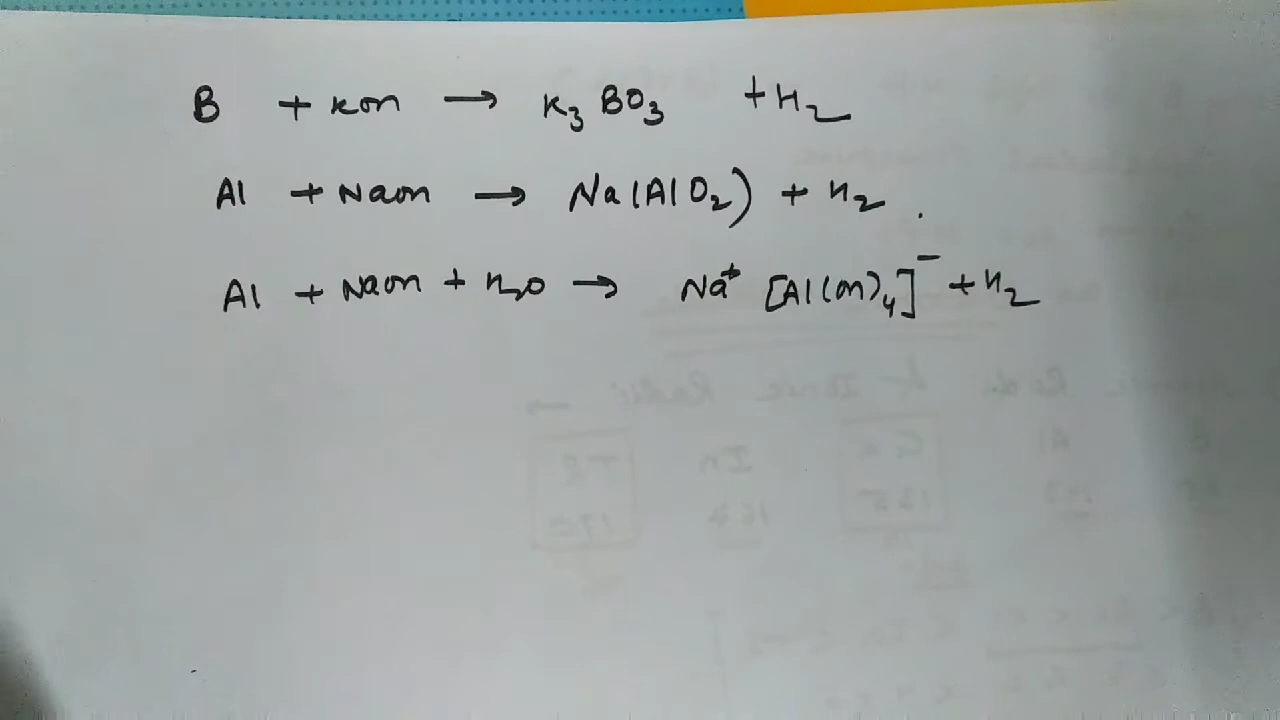 B + KOH → K₃BO₃ + H₂
Al + NaOH → Na(AlO₂) + H₂.
Al + NaOH + H₂O → Na⁺ [Al(OH)₄]⁻ + H₂